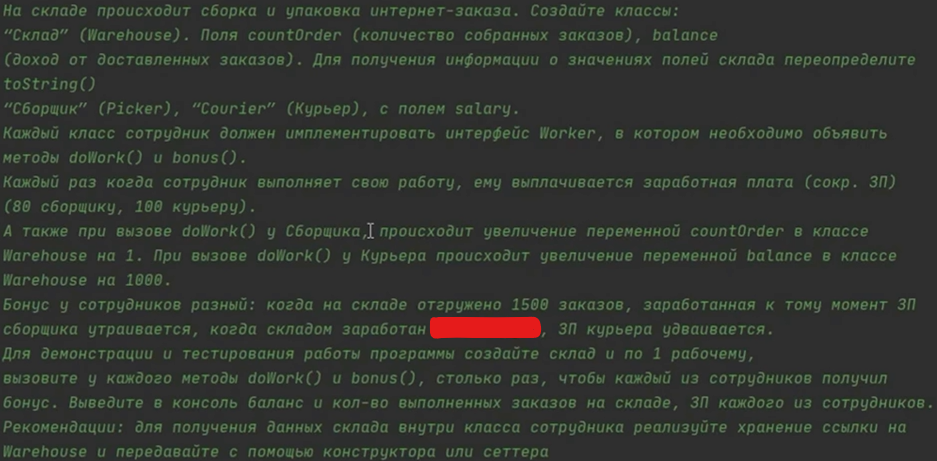 На складе происходит сборка и упаковка интернет-заказа. Создайте классы:
“Склад” (Warehouse). Поля countOrder (количество собранных заказов), balance
(доход от доставленных заказов). Для получения информации о значениях полей склада переопределите
toString()
“Сборщик” (Picker), “Courier” (Курьер), с полем salary.
Каждый класс сотрудник должен имплементировать интерфейс Worker, в котором необходимо объявить
методы doWork() и bonus().
Каждый раз когда сотрудник выполняет свою работу, ему выплачивается заработная плата (сокр. ЗП)
(80 сборщику, 100 курьеру).
А также при вызове doWork() у Сборщика, происходит увеличение переменной countOrder в классе
Warehouse на 1. При вызове doWork() у Курьера происходит увеличение переменной balance в классе
Warehouse на 1000.
Бонус у сотрудников разный: когда на складе отгружено 1500 заказов, заработанная к тому момент ЗП
сборщика утраивается, когда складом заработан , ЗП курьера удваивается.
Для демонстрации и тестирования работы программы создайте склад и по 1 рабочему,
вызовите у каждого методы doWork() и bonus(), столько раз, чтобы каждый из сотрудников получил
бонус. Выведите в консоль баланс и кол-во выполненных заказов на складе, ЗП каждого из сотрудников.
Рекомендации: для получения данных склада внутри класса сотрудника реализуйте хранение ссылки на
Warehouse и передавайте с помощью конструктора или сеттера